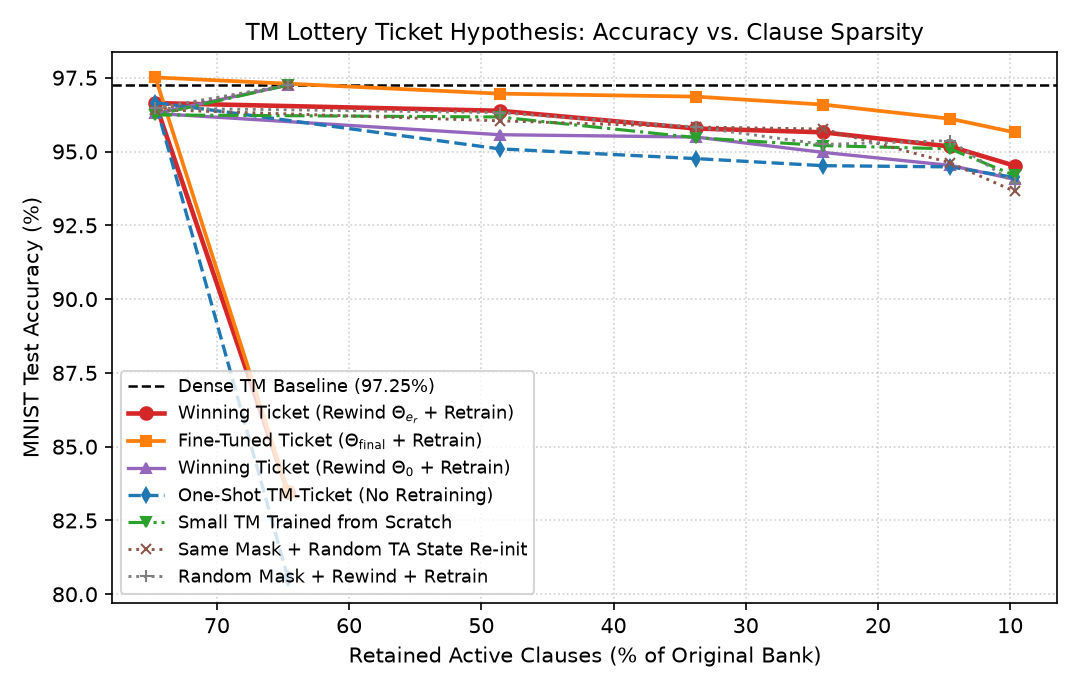 TM Lottery Ticket Hypothesis: Accuracy vs. Clause Sparsity
97.5
95.0
92.5
90.0
87.5
85.0
82.5
80.0
MNIST Test Accuracy (%)
Dense TM Baseline (97.25%)
Winning Ticket (Rewind Θ_{e_r} + Retrain)
Fine-Tuned Ticket (Θ_{final} + Retrain)
Winning Ticket (Rewind Θ₀ + Retrain)
One-Shot TM-Ticket (No Retraining)
Small TM Trained from Scratch
Same Mask + Random TA State Re-init
Random Mask + Rewind + Retrain
70 60 50 40 30 20 10
Retained Active Clauses (% of Original Bank)